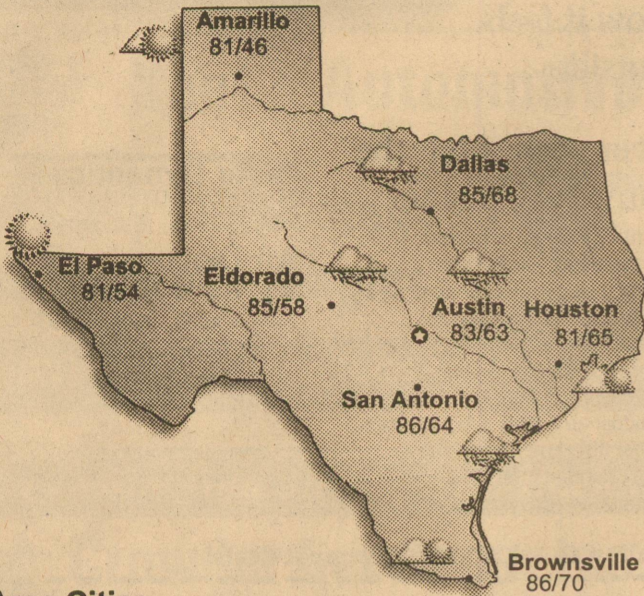 Amarillo
81/46
Dallas
85/68
El Paso
81/54
Eldorado
85/58
Austin
83/63
Houston
81/65
San Antonio
86/64
Brownsville
86/70